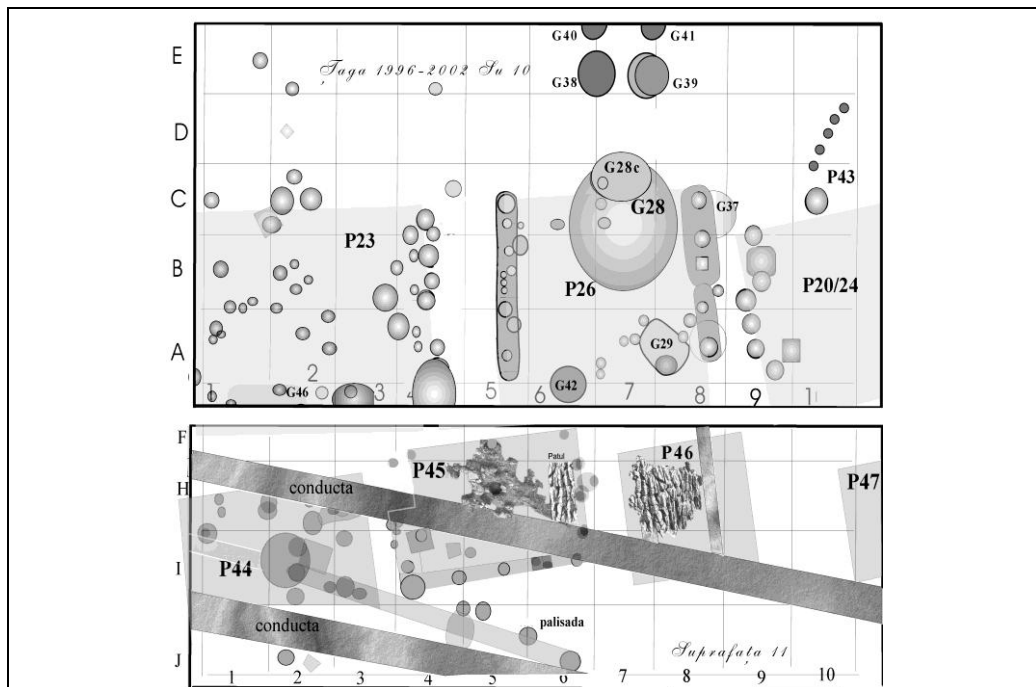 G40 G41
E
Țaga 1996-2002 Su 10
G38 G39
D
G28c P43
C
G28 G37
P23
B
P26 P20/24
A
G29
1 2 3 4 5 6 7 8 9 1
G46 G42
F
P45 Patul P46
H
conducta P47
I
P44
conducta palisada
Suprafața 11
J
1 2 3 4 5 6 7 8 9 10